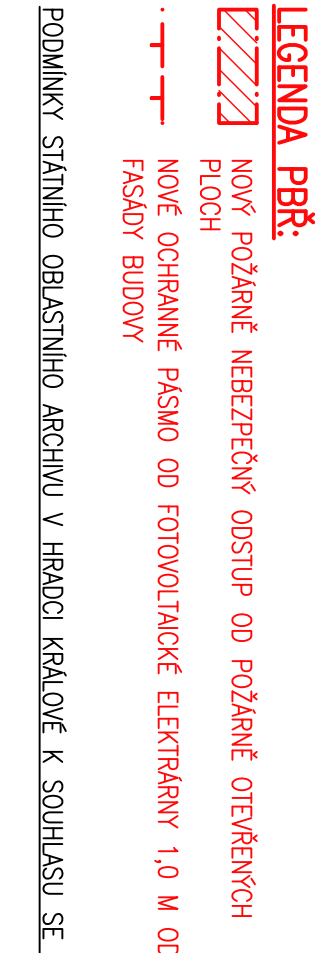 LEGENDA PBŘ:
NOVÝ POŽÁRNĚ NEBEZPEČNÝ ODSTUP OD POŽÁRNĚ OTEVŘENÝCH
PLOCH
NOVÉ OCHRANNÉ PÁSMO OD FOTOVOLTAICKÉ ELEKTRÁRNY 1,0 M OD
FASÁDY BUDOVY
PODMÍNKY STÁTNÍHO OBLASTNÍHO ARCHIVU V HRADCI KRÁLOVÉ K SOUHLASU SE